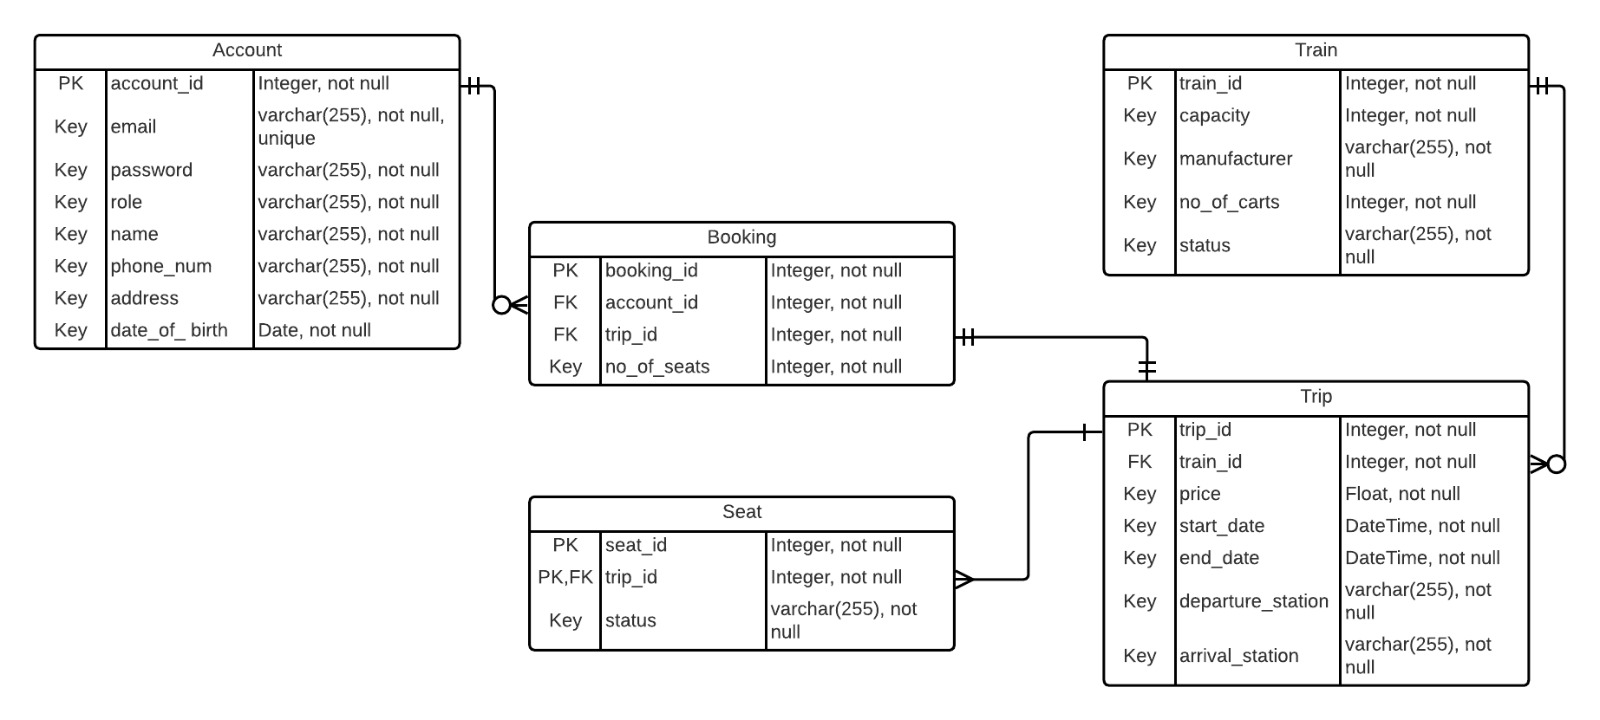 Account
PK account_id Integer, not null
Key email varchar(255), not null,
unique
Key password varchar(255), not null
Key role varchar(255), not null
Key name varchar(255), not null
Key phone_num varchar(255), not null
Key address varchar(255), not null
Key date_of_ birth Date, not null
Booking
PK booking_id Integer, not null
FK account_id Integer, not null
FK trip_id Integer, not null
Key no_of_seats Integer, not null
Seat
PK seat_id Integer, not null
PK,FK trip_id Integer, not null
Key status varchar(255), not
null
Train
PK train_id Integer, not null
Key capacity Integer, not null
Key manufacturer varchar(255), not
null
Key no_of_carts Integer, not null
Key status varchar(255), not
null
Trip
PK trip_id Integer, not null
FK train_id Integer, not null
Key price Float, not null
Key start_date DateTime, not null
Key end_date DateTime, not null
Key departure_station varchar(255), not
null
Key arrival_station varchar(255), not
null